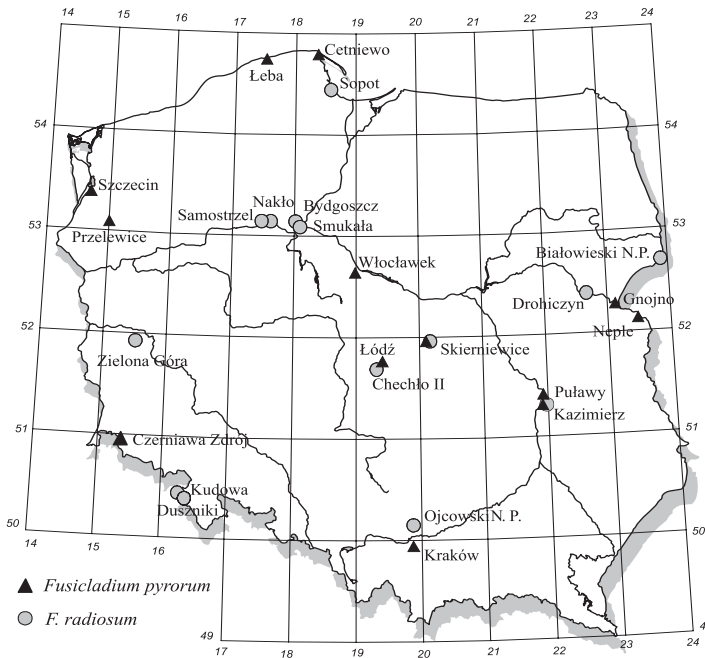 14 15 16 17 18 19 20 21 22 23 24
Cetniewo
Łeba
Sopot
54 54
Szczecin
Nakło Bydgoszcz
Samostrzel
Smukała
Przelewice
53 53
Białowieski N.P.
Włocławek
Drohiczyn Gnojno
Neple
52 52
Łódź Skierniewice
Zielona Góra
Chechło II
Puławy
Kazimierz
51 51
Czerniawa Zdrój
Kudowa
Duszniki
Ojcowski N. P.
50 50
14 15 16
Kraków
Fusicladium pyrorum
F. radiosum
49 4
17 18 19 20 21 22 23